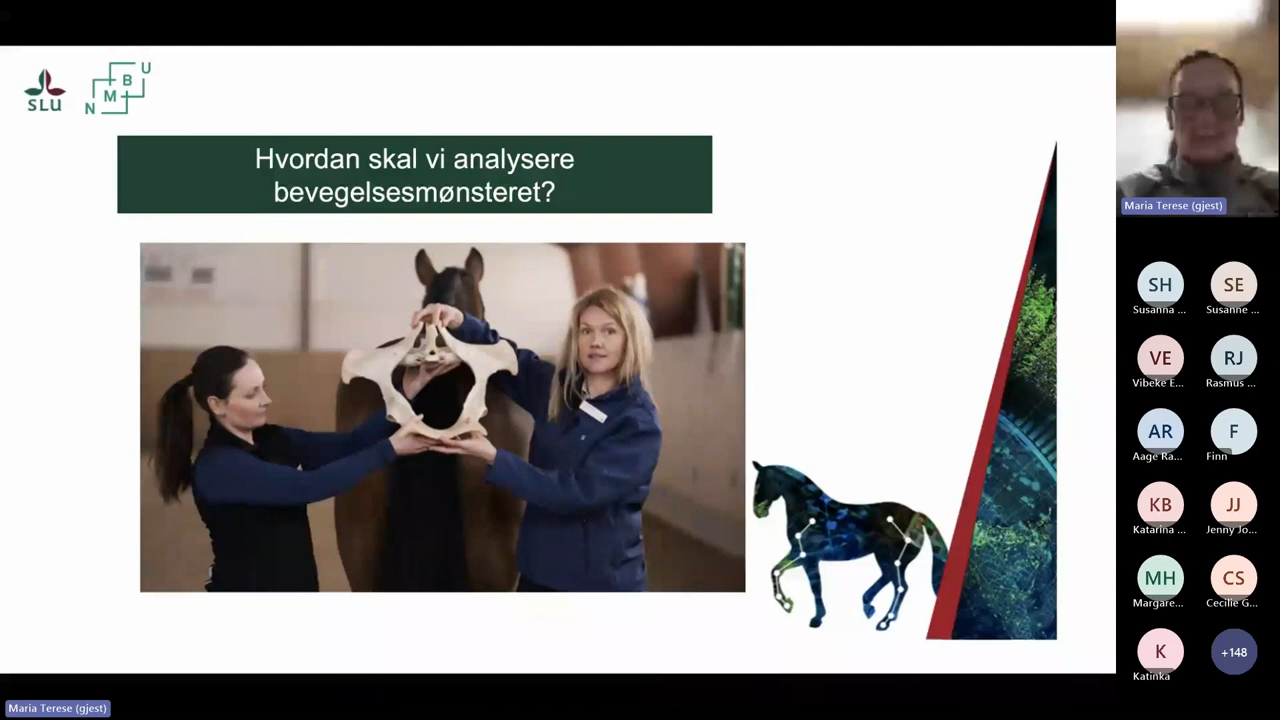 SLU
N M B U
Hvordan skal vi analysere
bevegelsesmønsteret?
Maria Terese (gjest)
SH
Susanna ...
SE
Susanne ...
VE
Vibeke E...
RJ
Rasmus ...
AR
Aage Ra...
F
Finn
KB
Katarina ...
JJ
Jenny Jo...
MH
Margare...
CS
Cecilie G...
K
Katinka
+148
Maria Terese (gjest)